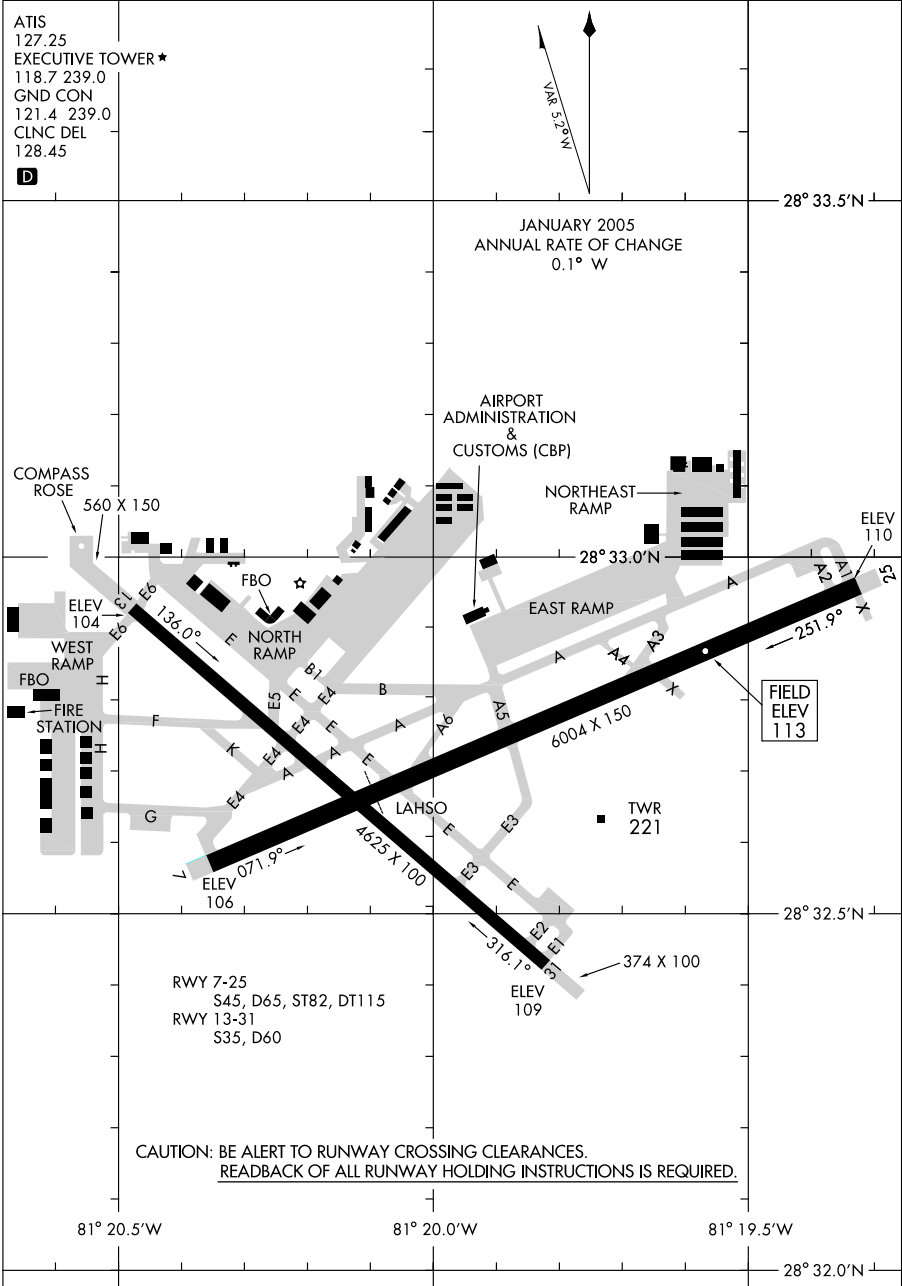 ATIS
127.25
EXECUTIVE TOWER★
118.7 239.0
GND CON
121.4 239.0
CLNC DEL
128.45
D
VAR 5.2° W
28° 33.5'N
JANUARY 2005
ANNUAL RATE OF CHANGE
0.1° W
AIRPORT
ADMINISTRATION
&
CUSTOMS (CBP)
COMPASS
ROSE
560 X 150
NORTHEAST
RAMP
ELEV
110
28° 33.0'N
FBO
EAST RAMP
A
A2
A1
25
X
ELEV
104
13
E6
E6
136.0°
E
NORTH
RAMP
251.9°
WEST
RAMP
FBO
FIRE
STATION
H
H
F
K
G
B1
B
E
E4
E5
E
E4
E4
E4
A
A
A
A6
A5
A
A4
A3
X
6004 X 150
FIELD
ELEV
113
E
LAHSO
TWR
221
7
071.9°
ELEV
106
4625 X 100
E
E3
E3
E
28° 32.5'N
E2
E1
316.1°
31
374 X 100
ELEV
109
RWY 7-25
S45, D65, ST82, DT115
RWY 13-31
S35, D60
CAUTION: BE ALERT TO RUNWAY CROSSING CLEARANCES.
READBACK OF ALL RUNWAY HOLDING INSTRUCTIONS IS REQUIRED.
81° 20.5'W
81° 20.0'W
81° 19.5'W
28° 32.0'N